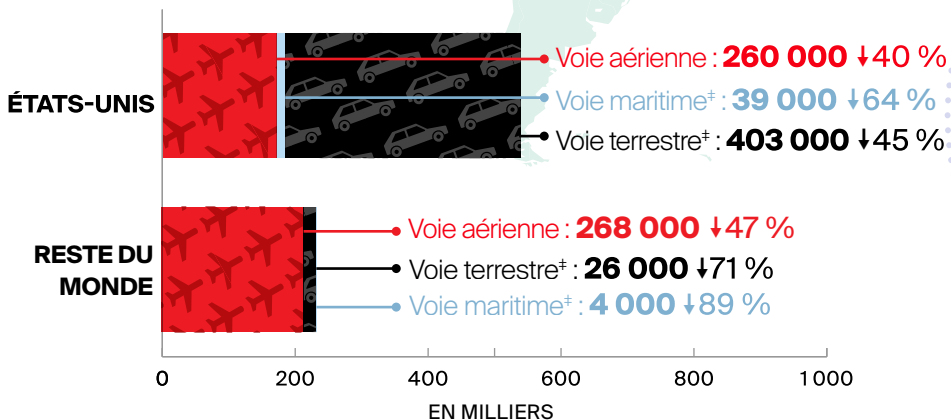 ÉTATS-UNIS
Voie aérienne : 260 000 ↓40 %
Voie maritime‡ : 39 000 ↓64 %
Voie terrestre‡ : 403 000 ↓45 %
RESTE DU
MONDE
Voie aérienne : 268 000 ↓47 %
Voie terrestre‡ : 26 000 ↓71 %
Voie maritime‡ : 4 000 ↓89 %
0 200 400 600 800 1 000
EN MILLIERS